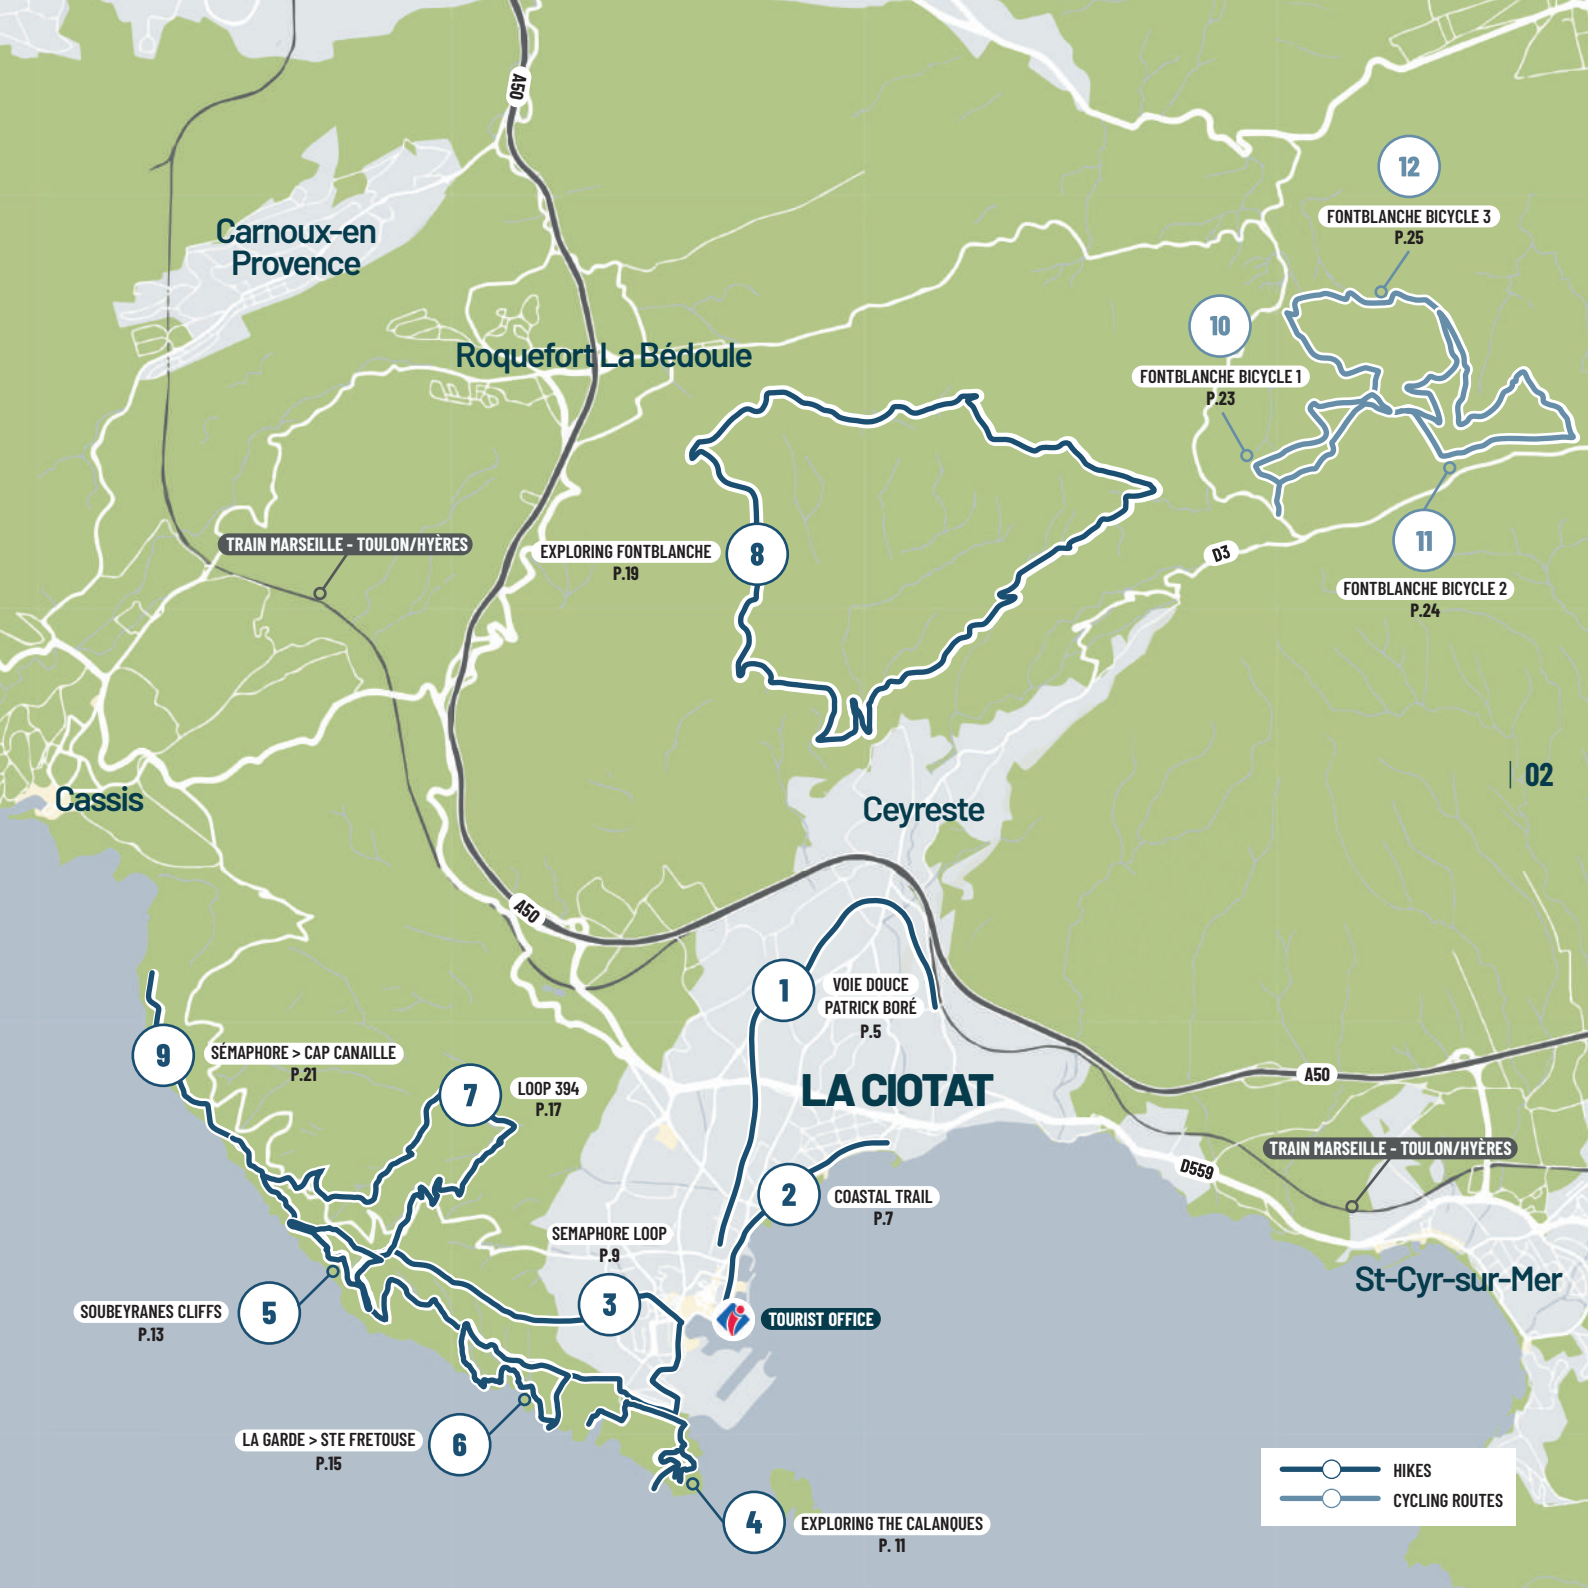 A50
12
FONTBLANCHE BICYCLE 3
P.25
Carnoux-en
Provence
10
FONTBLANCHE BICYCLE 1
P.23
Roquefort La Bédoule
TRAIN MARSEILLE - TOULON/HYÈRES
EXPLORING FONTBLANCHE
P.19
8
D3
11
FONTBLANCHE BICYCLE 2
P.24
02
Cassis
Ceyreste
A50
1
VOIE DOUCE
PATRICK BORÉ
P.5
9
SÉMAPHORE > CAP CANAILLE
P.21
7
LOOP 394
P.17
LA CIOTAT
A50
TRAIN MARSEILLE - TOULON/HYÈRES
D559
2
COASTAL TRAIL
P.7
SEMAPHORE LOOP
P.9
3
St-Cyr-sur-Mer
SOUBEYRANES CLIFFS
P.13
5
TOURIST OFFICE
LA GARDE > STE FRETOUSE
P.15
6
4
EXPLORING THE CALANQUES
P. 11
HIKES
CYCLING ROUTES